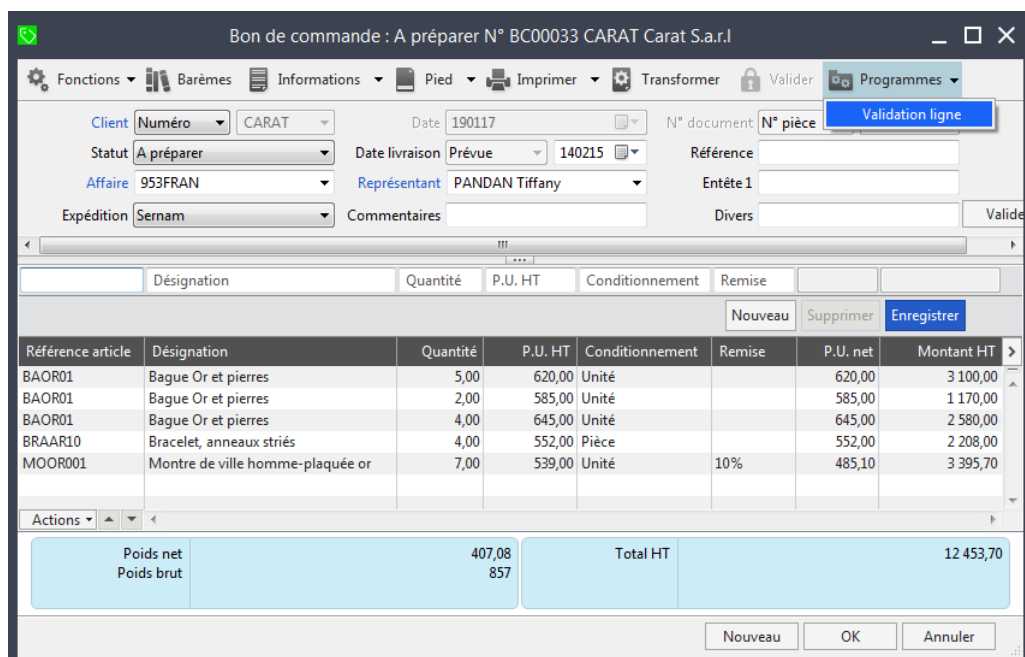 Bon de commande : A préparer N° BC00033 CARAT Carat S.a.r.l
Fonctions Barèmes Informations Pied Imprimer Transformer Valider Programmes
Validation ligne
Client Numéro CARAT Date 190117 N° document N° pièce
Statut A préparer Date livraison Prévue 140215 Référence
Affaire 953FRAN Représentant PANDAN Tiffany Entête 1
Expédition Sernam Commentaires Divers Valide
Désignation Quantité P.U. HT Conditionnement Remise
Nouveau Supprimer Enregistrer
Référence article Désignation Quantité P.U. HT Conditionnement Remise P.U. net Montant HT
BAOR01 Bague Or et pierres 5,00 620,00 Unité 620,00 3 100,00
BAOR01 Bague Or et pierres 2,00 585,00 Unité 585,00 1 170,00
BAOR01 Bague Or et pierres 4,00 645,00 Unité 645,00 2 580,00
BRAAR10 Bracelet, anneaux striés 4,00 552,00 Pièce 552,00 2 208,00
MOOR001 Montre de ville homme-plaquée or 7,00 539,00 Unité 10% 485,10 3 395,70
Actions
Poids net 407,08 Total HT 12 453,70
Poids brut 857
Nouveau OK Annuler